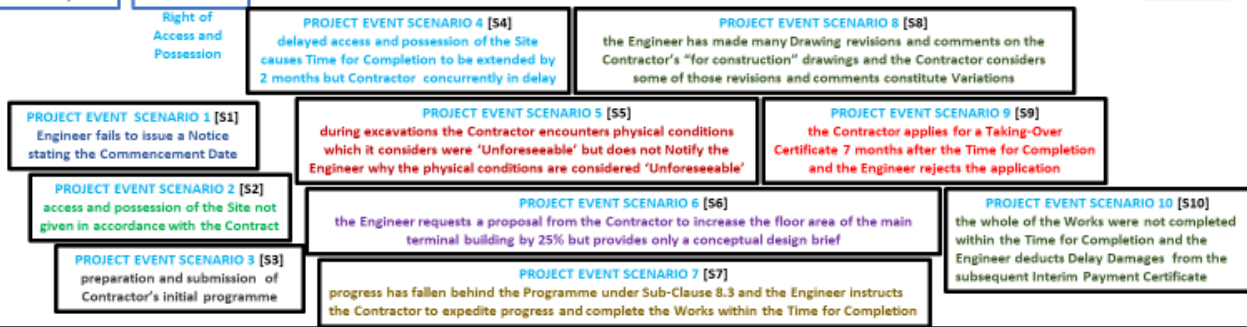 Right of
Access and
Possession
PROJECT EVENT SCENARIO 4 [S4]
delayed access and possession of the Site
causes Time for Completion to be extended by
2 months but Contractor concurrently in delay
PROJECT EVENT SCENARIO 8 [S8]
the Engineer has made many Drawing revisions and comments on the
Contractor's "for construction" drawings and the Contractor considers
some of those revisions and comments constitute Variations
PROJECT EVENT SCENARIO 1 [S1]
Engineer fails to issue a Notice
stating the Commencement Date
PROJECT EVENT SCENARIO 5 [S5]
during excavations the Contractor encounters physical conditions
which it considers were 'Unforeseeable' but does not Notify the
Engineer why the physical conditions are considered 'Unforeseeable'
PROJECT EVENT SCENARIO 9 [S9]
the Contractor applies for a Taking-Over
Certificate 7 months after the Time for Completion
and the Engineer rejects the application
PROJECT EVENT SCENARIO 2 [S2]
access and possession of the Site not
given in accordance with the Contract
PROJECT EVENT SCENARIO 6 [S6]
the Engineer requests a proposal from the Contractor to increase the floor area of the main
terminal building by 25% but provides only a conceptual design brief
PROJECT EVENT SCENARIO 10 [S10]
the whole of the Works were not completed
within the Time for Completion and the
Engineer deducts Delay Damages from the
subsequent Interim Payment Certificate
PROJECT EVENT SCENARIO 3 [S3]
preparation and submission of
Contractor's initial programme
PROJECT EVENT SCENARIO 7 [S7]
progress has fallen behind the Programme under Sub-Clause 8.3 and the Engineer instructs
the Contractor to expedite progress and complete the Works within the Time for Completion